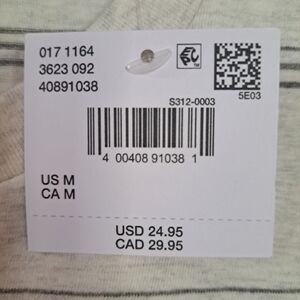 017 1164
3623 092
40891038
5E03
S312-0003
4 00408 91038 1
US M
CA M
USD 24.95
CAD 29.95